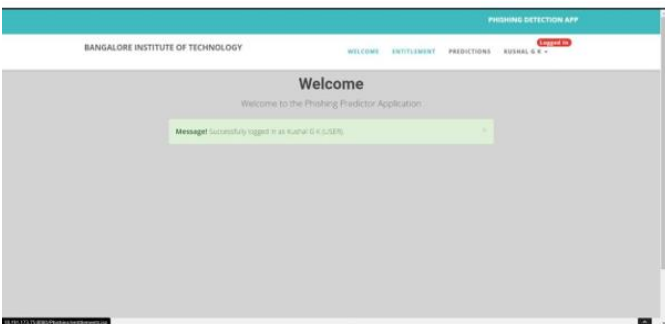 PHISHING DETECTION APP
BANGALORE INSTITUTE OF TECHNOLOGY
WELCOME ENTITLEMENT PREDICTIONS KUSHAL G K
Logged In
Welcome
Welcome to the Phishing Predictor Application
Message! Successfully logged in as Kushal G K (USER).